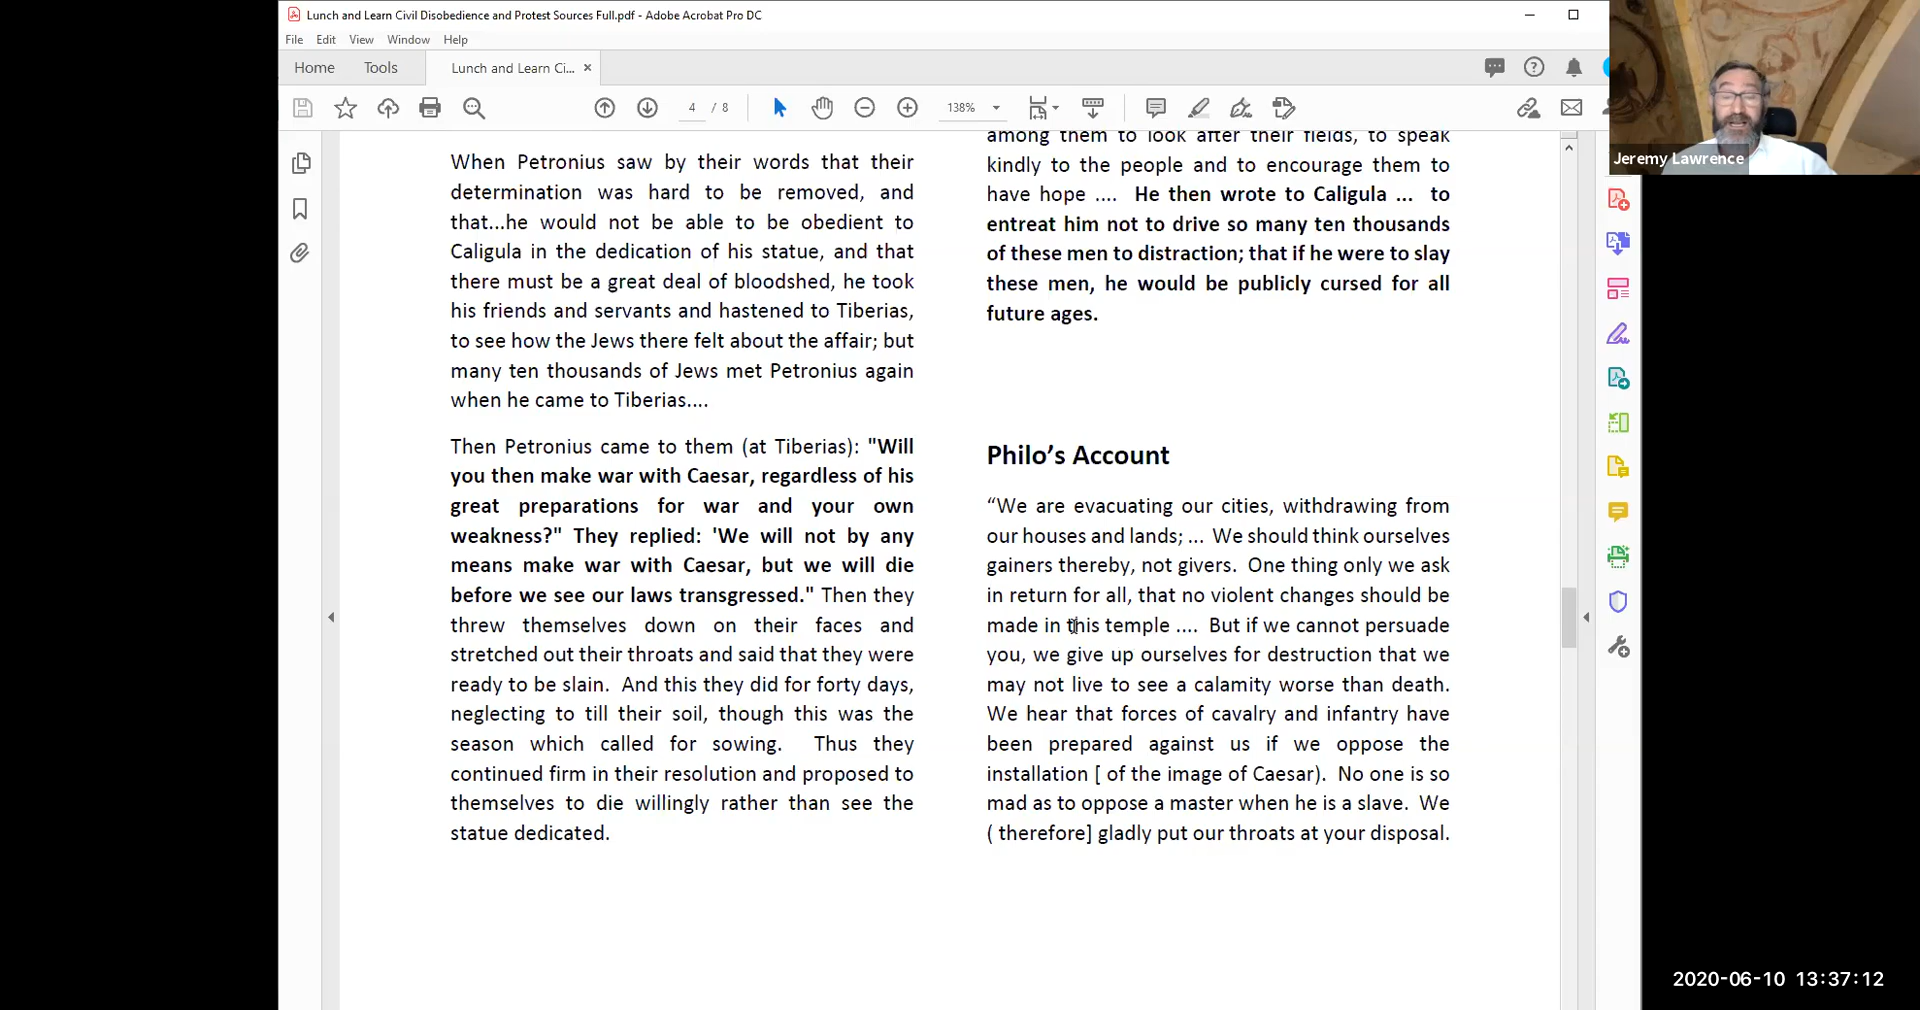 Lunch and Learn Civil Disobedience and Protest Sources Full.pdf - Adobe Acrobat Pro DC
File Edit View Window Help
Home Tools Lunch and Learn Ci... ×
4 / 8 138%
Jeremy Lawrence
When Petronius saw by their words that their
determination was hard to be removed, and
that...he would not be able to be obedient to
Caligula in the dedication of his statue, and that
there must be a great deal of bloodshed, he took
his friends and servants and hastened to Tiberias,
to see how the Jews there felt about the affair; but
many ten thousands of Jews met Petronius again
when he came to Tiberias....
Then Petronius came to them (at Tiberias): "Will
you then make war with Caesar, regardless of his
great preparations for war and your own
weakness?" They replied: 'We will not by any
means make war with Caesar, but we will die
before we see our laws transgressed." Then they
threw themselves down on their faces and
stretched out their throats and said that they were
ready to be slain. And this they did for forty days,
neglecting to till their soil, though this was the
season which called for sowing. Thus they
continued firm in their resolution and proposed to
themselves to die willingly rather than see the
statue dedicated.
among them to look after their fields, to speak
kindly to the people and to encourage them to
have hope .... He then wrote to Caligula ... to
entreat him not to drive so many ten thousands
of these men to distraction; that if he were to slay
these men, he would be publicly cursed for all
future ages.
Philo’s Account
“We are evacuating our cities, withdrawing from
our houses and lands; ... We should think ourselves
gainers thereby, not givers. One thing only we ask
in return for all, that no violent changes should be
made in this temple .... But if we cannot persuade
you, we give up ourselves for destruction that we
may not live to see a calamity worse than death.
We hear that forces of cavalry and infantry have
been prepared against us if we oppose the
installation [ of the image of Caesar). No one is so
mad as to oppose a master when he is a slave. We
( therefore] gladly put our throats at your disposal.
2020-06-10 13:37:12